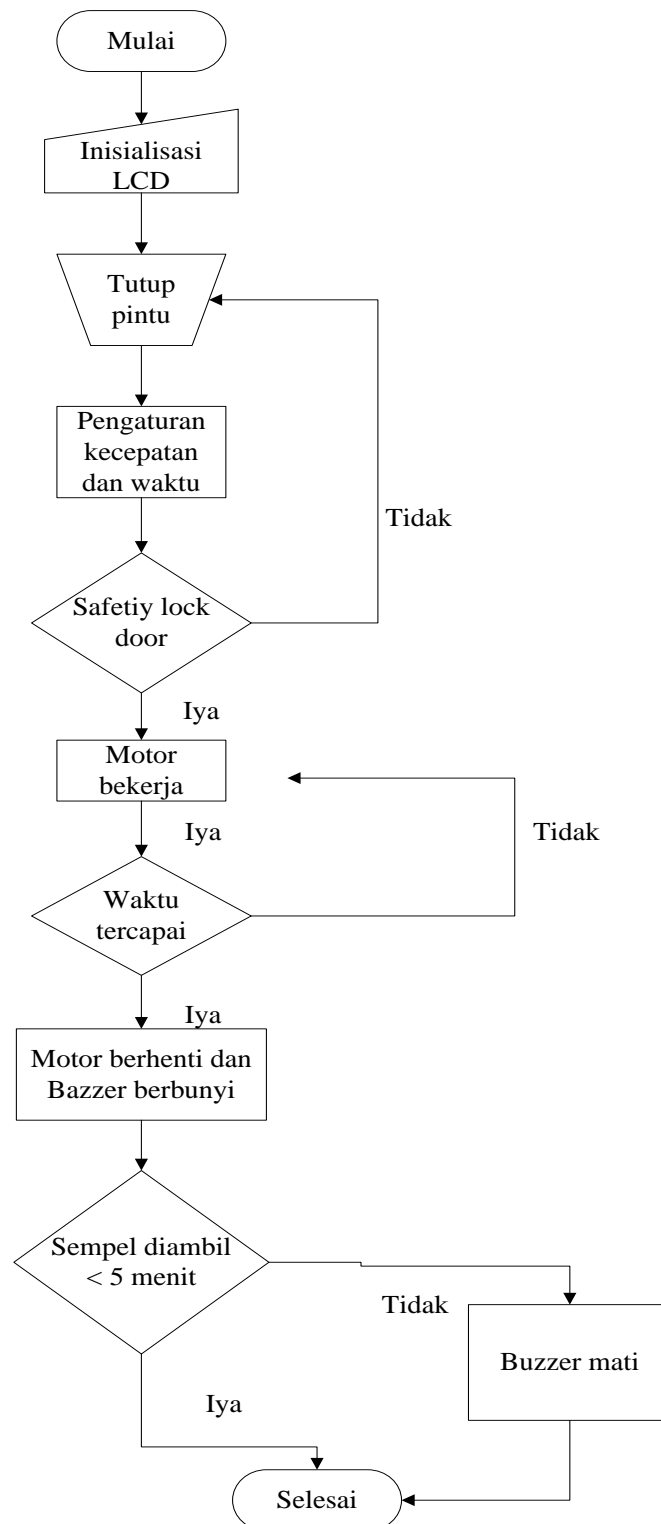 Mulai
Inisialisasi
LCD
Tutup
pintu
Pengaturan
kecepatan
dan waktu
Tidak
Safetiy lock
door
Iya
Motor
bekerja
Iya
Tidak
Waktu
tercapai
Iya
Motor berhenti dan
Bazzer berbunyi
Sempel diambil
< 5 menit
Tidak
Buzzer mati
Iya
Selesai